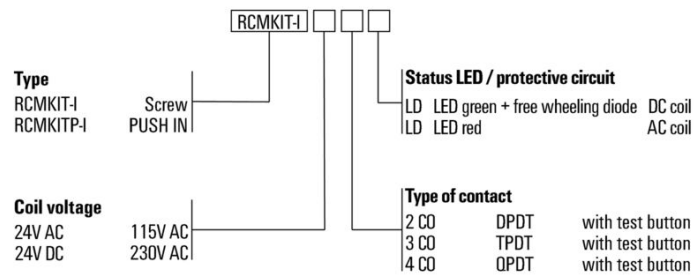 RCMKIT-I
Type
RCMKIT-I Screw
RCMKITP-I PUSH IN
Status LED / protective circuit
LD LED green + free wheeling diode DC coil
LD LED red AC coil
Coil voltage
24V AC 115V AC
24V DC 230V AC
Type of contact
2 CO DPDT with test button
3 CO TPDT with test button
4 CO QPDT with test button